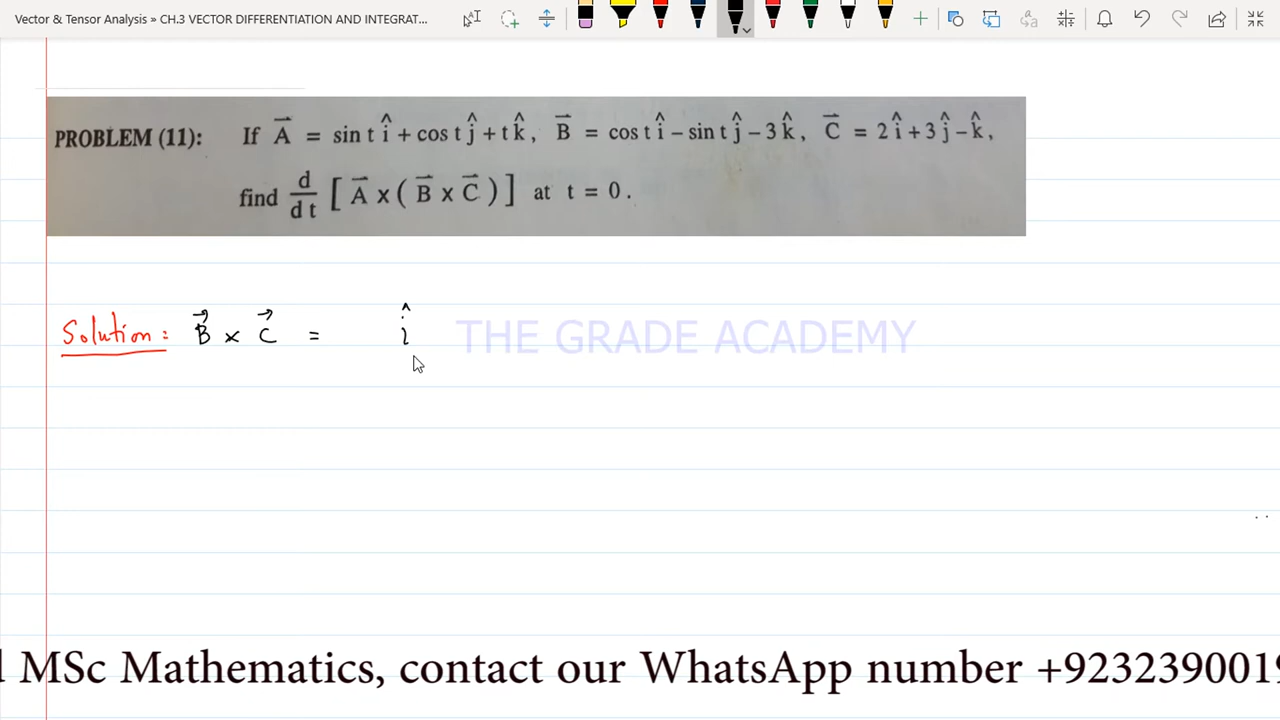 Vector & Tensor Analysis » CH.3 VECTOR DIFFERENTIATION AND INTEGRAT...
PROBLEM (11): If A⃗ = sin t î + cos t ĵ + t k̂, B⃗ = cos t î – sin t ĵ – 3 k̂, C⃗ = 2 î + 3 ĵ – k̂,
find d/dt [ A⃗ x ( B⃗ x C⃗ ) ] at t = 0.
Solution: B⃗ × C⃗ = î
THE GRADE ACADEMY
MSc Mathematics, contact our WhatsApp number +923239001